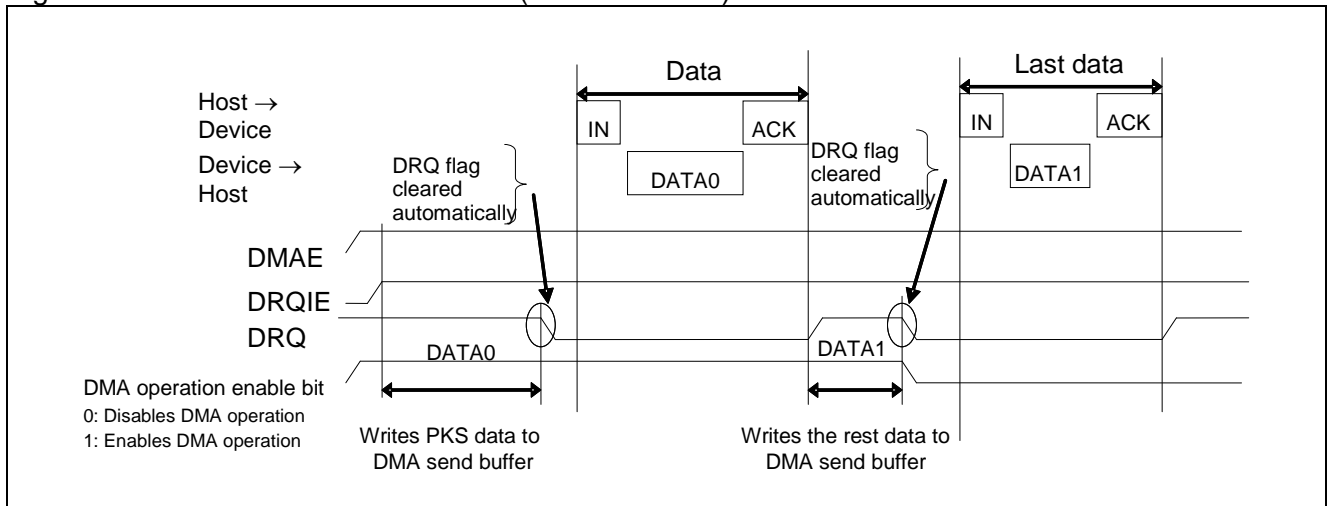 Data
Last data
Host →
Device
IN
ACK
IN
ACK
Device →
Host
DRQ flag
cleared
automatically
DATA0
DRQ flag
cleared
automatically
DATA1
DMAE
DRQIE
DRQ
DATA0
DATA1
DMA operation enable bit
0: Disables DMA operation
1: Enables DMA operation
Writes PKS data to
DMA send buffer
Writes the rest data to
DMA send buffer